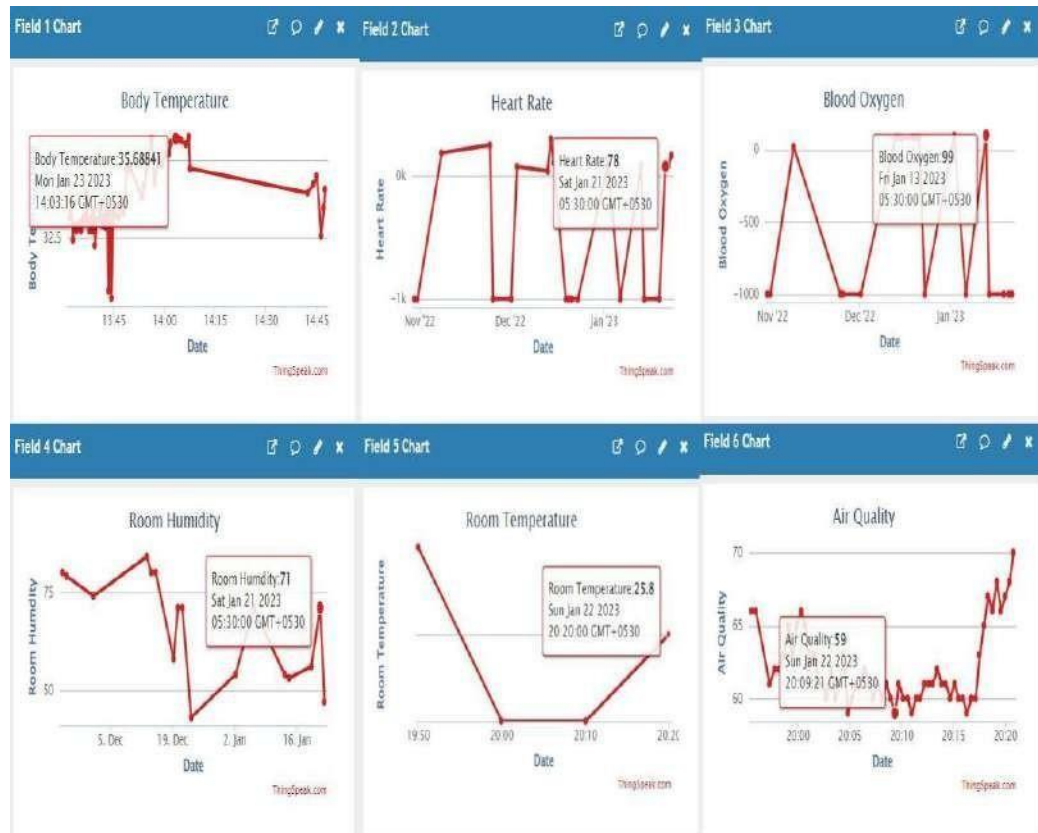 Field 1 Chart
Field 2 Chart
Field 3 Chart
Body Temperature
Body Temperature:35.68841
Mon Jan 23 2023
14:03:16 GMT+0530
32.5
13:45 14:00 14:15 14:30 14:45
Date
ThingSpeak.com
Heart Rate
Heart Rate:78
Sat Jan 21 2023
05:30:00 GMT+0530
Heart Rate
0k
-1k
Nov '22 Dec '22 Jan '23
Date
ThingSpeak.com
Blood Oxygen
Blood Oxygen:99
Fri Jan 13 2023
05:30:00 GMT+0530
Blood Oxygen
0
-500
-1000
Nov '22 Dec '22 Jan '23
Date
ThingSpeak.com
Field 4 Chart
Field 5 Chart
Field 6 Chart
Room Humidity
Room Humidity:71
Sat Jan 21 2023
05:30:00 GMT+0530
Room Humidity
75
50
5. Dec 19. Dec 2. Jan 16. Jan
Date
ThingSpeak.com
Room Temperature
Room Temperature:25.8
Sun Jan 22 2023
20:20:00 GMT+0530
Room Temperature
19:50 20:00 20:10
Date
ThingSpeak.com
Air Quality
Air Quality:59
Sun Jan 22 2023
20:09:21 GMT+0530
Air Quality
70
65
60
20:00 20:05 20:10 20:15 20:20
Date
ThingSpeak.com